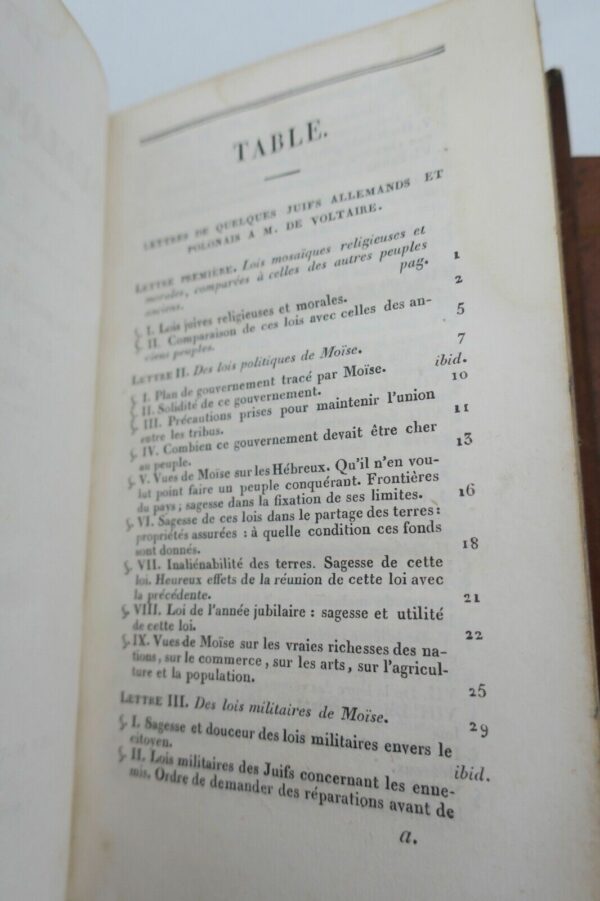 TABLE.
LETTRES DE QUELQUES JUIFS ALLEMANDS ET
POLONAIS A M. DE VOLTAIRE.
LETTRE PREMIÈRE. Lois mosaïques religieuses et
morales, comparées à celles des autres peuples
anciens. pag. 1
§. I. Lois juives religieuses et morales. 2
§. II. Comparaison de ces lois avec celles des an-
ciens peuples. 5
LETTRE II. Des lois politiques de Moïse. 7
§. I. Plan de gouvernement tracé par Moïse. ibid.
§. II. Solidité de ce gouvernement. 10
§. III. Précautions prises pour maintenir l'union
entre les tribus. 11
§. IV. Combien ce gouvernement devait être cher
au peuple. 13
§. V. Vues de Moïse sur les Hébreux. Qu'il n'en vou-
lut point faire un peuple conquérant. Frontières
du pays; sagesse dans la fixation de ses limites. 16
§. VI. Sagesse de ces lois dans le partage des terres:
propriétés assurées : à quelle condition ces fonds
sont donnés. 18
§. VII. Inaliénabilité des terres. Sagesse de cette
loi. Heureux effets de la réunion de cette loi avec
la précédente. 21
§. VIII. Loi de l'année jubilaire : sagesse et utilité
de cette loi. 22
§. IX. Vues de Moïse sur les vraies richesses des na-
tions, sur le commerce, sur les arts, sur l'agricul-
ture et la population. 25
LETTRE III. Des lois militaires de Moïse. 29
§. I. Sagesse et douceur des lois militaires envers le
citoyen. ibid.
§. II. Lois militaires des Juifs concernant les enne-
mis. Ordre de demander des réparations avant de
a.